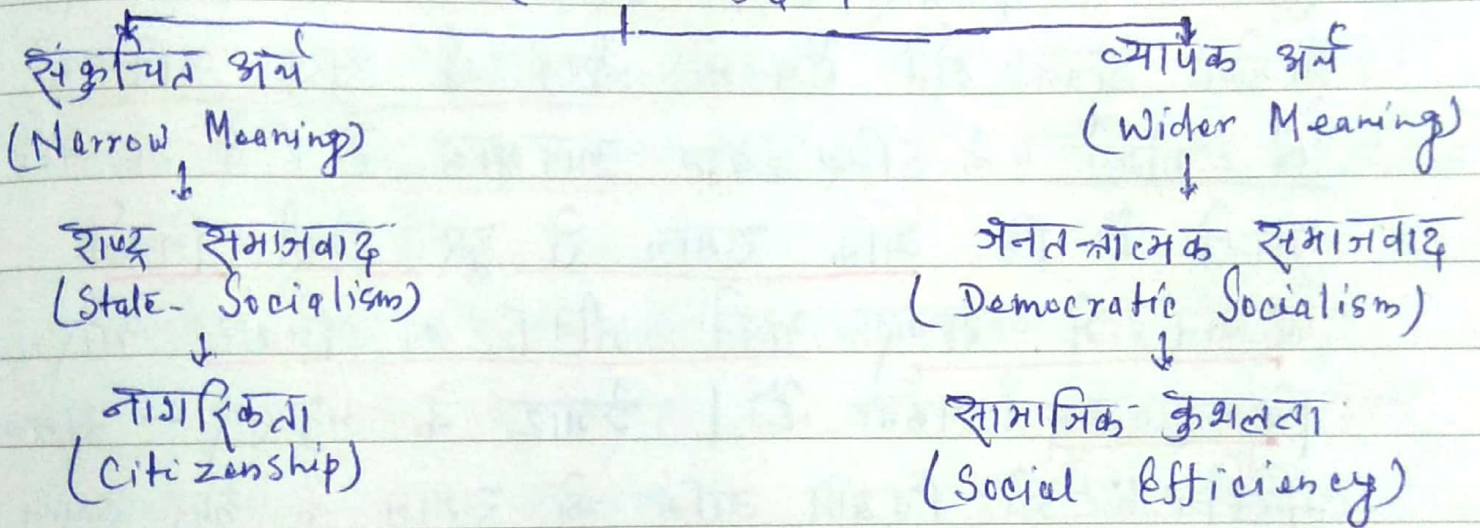 संकुचित अर्थ व्यापक अर्थ
(Narrow Meaning) (Wider Meaning)
राष्ट्र समाजवाद जनतन्त्रात्मक समाजवाद
(State- Socialism) (Democratic Socialism)
नागरिकता सामाजिक कुशलता
(Citizenship) (Social Efficiency)